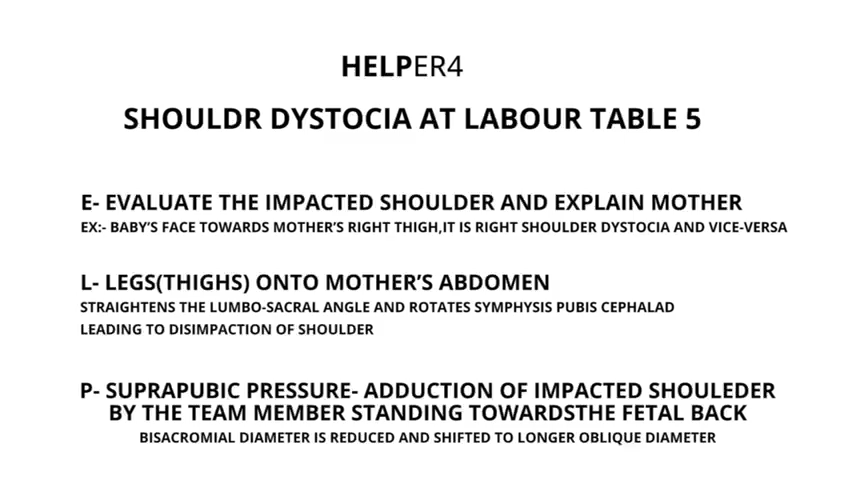 HELPER4
SHOULDR DYSTOCIA AT LABOUR TABLE 5
E- EVALUATE THE IMPACTED SHOULDER AND EXPLAIN MOTHER
EX:- BABY'S FACE TOWARDS MOTHER'S RIGHT THIGH,IT IS RIGHT SHOULDER DYSTOCIA AND VICE-VERSA
L- LEGS(THIGHS) ONTO MOTHER'S ABDOMEN
STRAIGHTENS THE LUMBO-SACRAL ANGLE AND ROTATES SYMPHYSIS PUBIS CEPHALAD
LEADING TO DISIMPACTION OF SHOULDER
P- SUPRAPUBIC PRESSURE- ADDUCTION OF IMPACTED SHOULEDER
BY THE TEAM MEMBER STANDING TOWARDSTHE FETAL BACK
BISACROMIAL DIAMETER IS REDUCED AND SHIFTED TO LONGER OBLIQUE DIAMETER